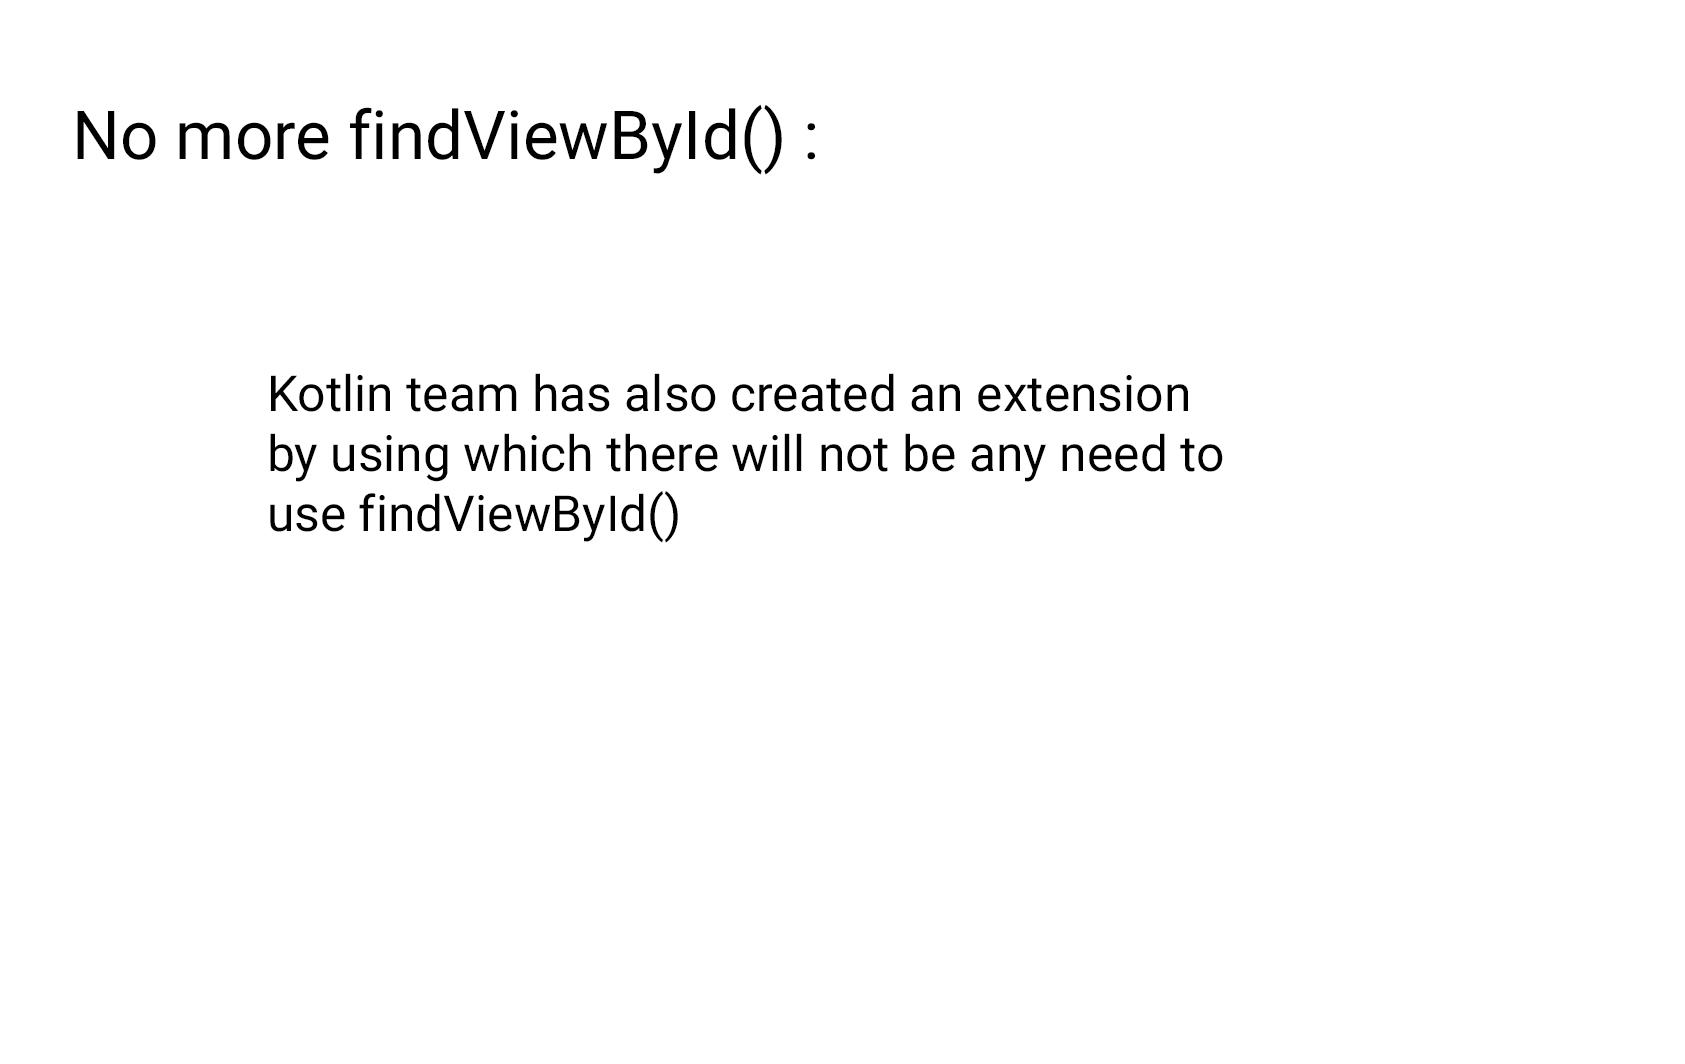 No more findViewById() :
Kotlin team has also created an extension
by using which there will not be any need to
use findViewById()